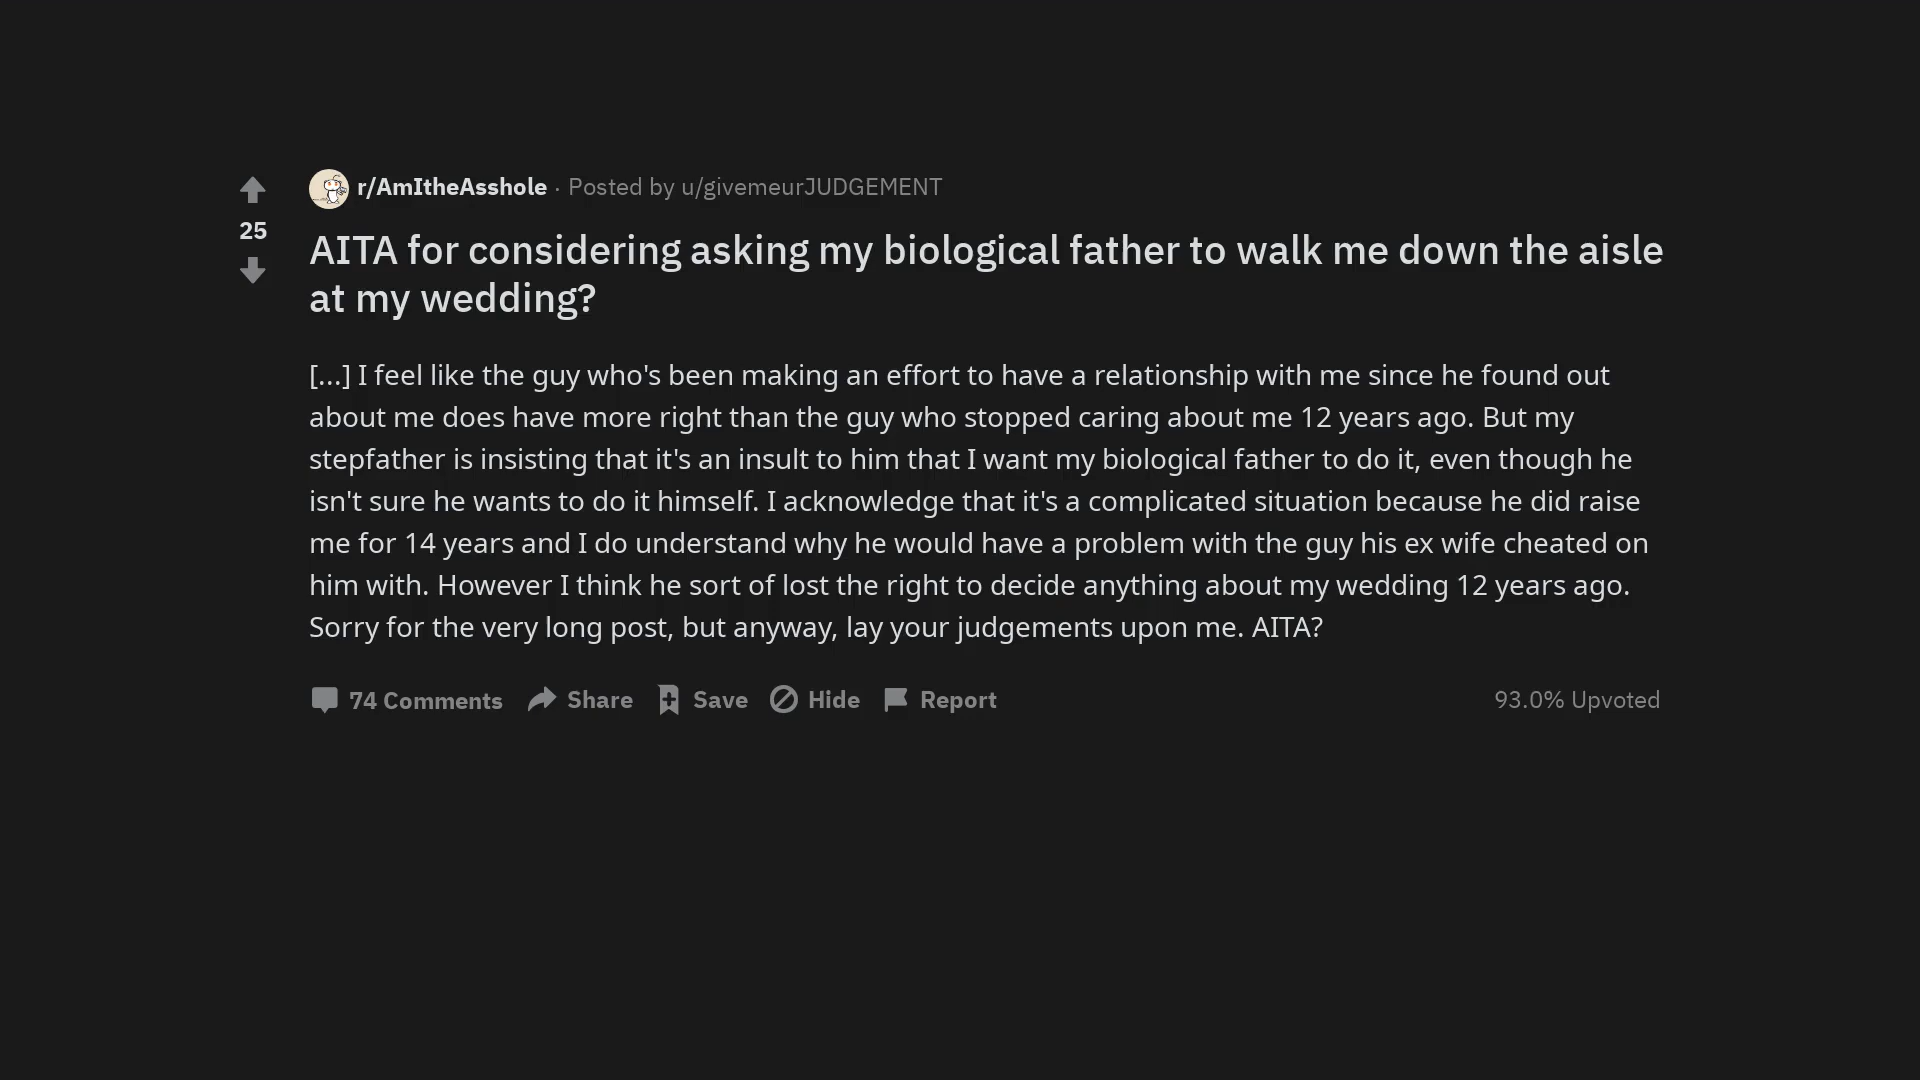 r/AmItheAsshole · Posted by u/givemeurJUDGEMENT
25
AITA for considering asking my biological father to walk me down the aisle
at my wedding?
[...] I feel like the guy who's been making an effort to have a relationship with me since he found out
about me does have more right than the guy who stopped caring about me 12 years ago. But my
stepfather is insisting that it's an insult to him that I want my biological father to do it, even though he
isn't sure he wants to do it himself. I acknowledge that it's a complicated situation because he did raise
me for 14 years and I do understand why he would have a problem with the guy his ex wife cheated on
him with. However I think he sort of lost the right to decide anything about my wedding 12 years ago.
Sorry for the very long post, but anyway, lay your judgements upon me. AITA?
74 Comments Share Save Hide Report 93.0% Upvoted